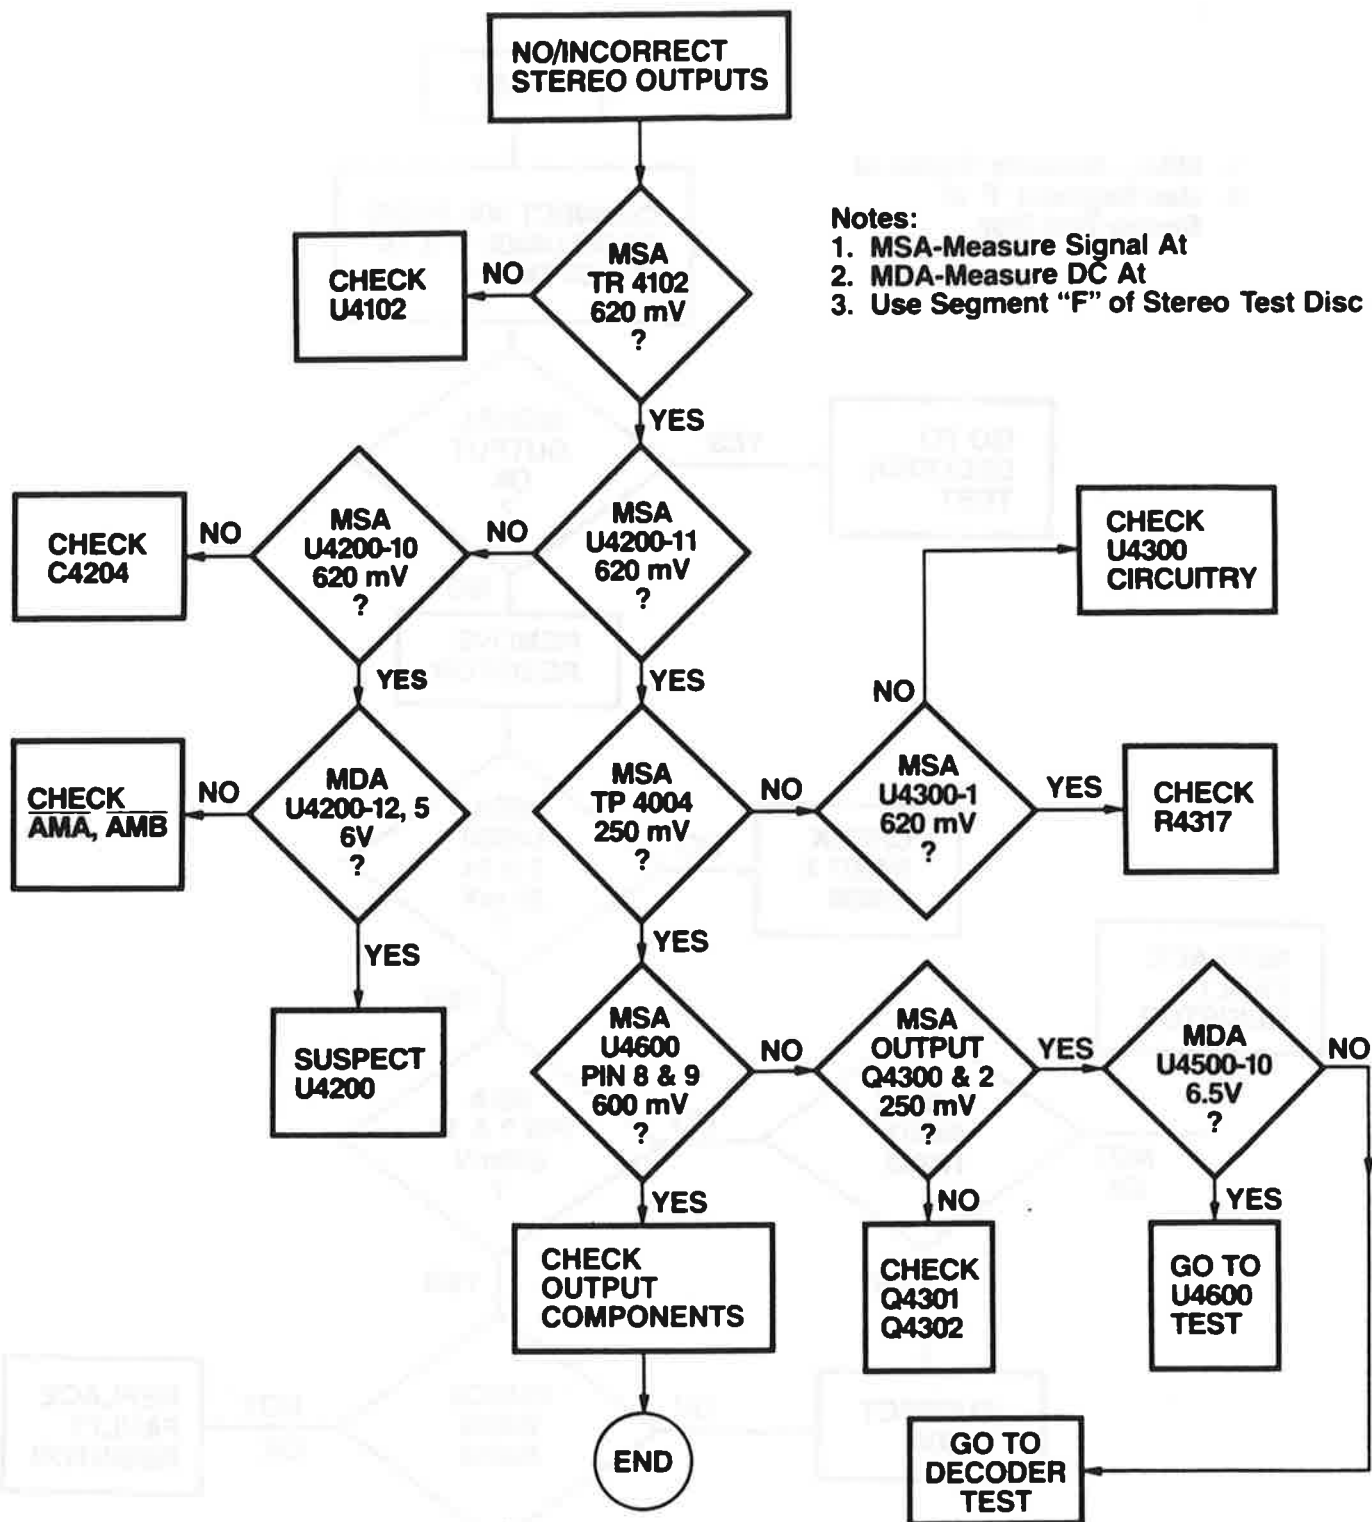 NO/INCORRECT
STEREO OUTPUTS
Notes:
1. MSA-Measure Signal At
2. MDA-Measure DC At
3. Use Segment “F” of Stereo Test Disc
MSA
TR 4102
620 mV
?
NO
CHECK
U4102
YES
MSA
U4200-11
620 mV
?
NO
MSA
U4200-10
620 mV
?
NO
CHECK
C4204
YES
MDA
U4200-12, 5
6V
?
NO
CHECK
A̅M̅A̅, A̅M̅B̅
YES
SUSPECT
U4200
YES
MSA
TP 4004
250 mV
?
NO
MSA
U4300-1
620 mV
?
NO
CHECK
U4300
CIRCUITRY
YES
CHECK
R4317
YES
MSA
U4600
PIN 8 & 9
600 mV
?
NO
MSA
OUTPUT
Q4300 & 2
250 mV
?
YES
MDA
U4500-10
6.5V
?
NO
YES
CHECK
OUTPUT
COMPONENTS
NO
CHECK
Q4301
Q4302
YES
GO TO
U4600
TEST
END
GO TO
DECODER
TEST